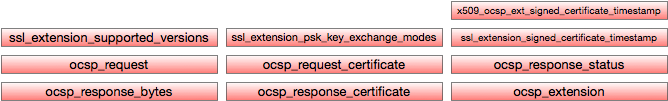 x509_ocsp_ext_signed_certificate_timestamp
ssl_extension_supported_versions ssl_extension_psk_key_exchange_modes ssl_extension_signed_certificate_timestamp
ocsp_request ocsp_request_certificate ocsp_response_status
ocsp_response_bytes ocsp_response_certificate ocsp_extension